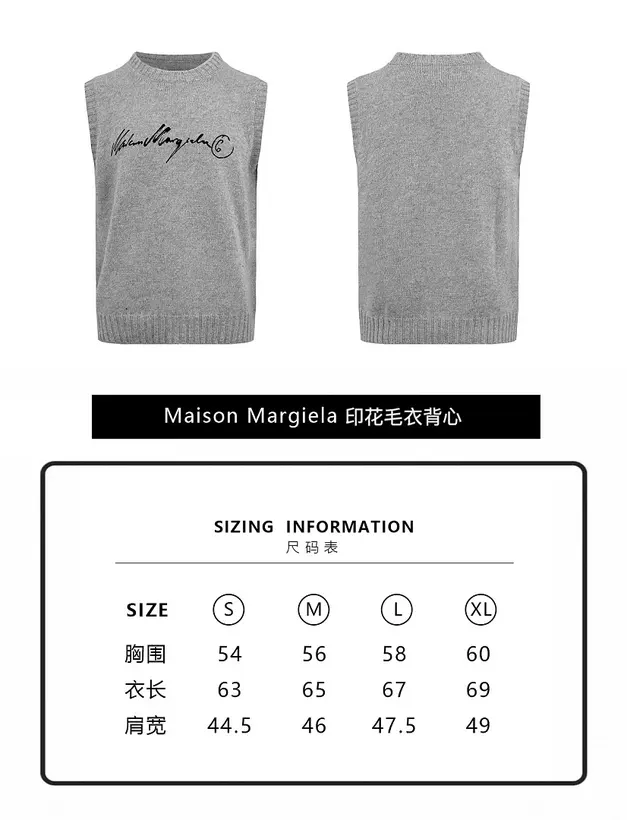 Maison Margiela 6
Maison Margiela 印花毛衣背心
SIZING INFORMATION
尺码表
SIZE S M L XL
胸围 54 56 58 60
衣长 63 65 67 69
肩宽 44.5 46 47.5 49